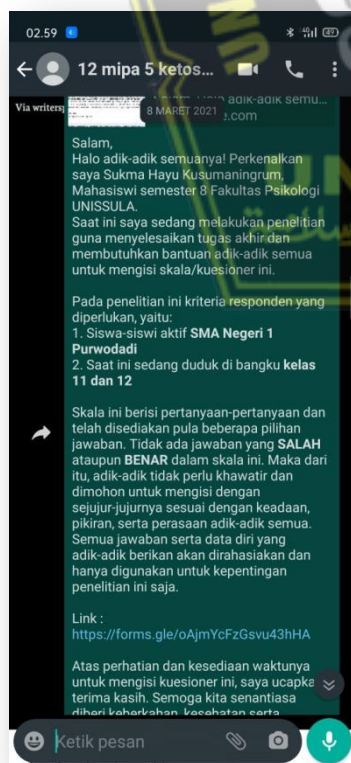 02.59
12 mipa 5 ketos...
Via writers
adik-adik semu...
8 MARET 2021
e.com
Salam,
Halo adik-adik semuanya! Perkenalkan
saya Sukma Hayu Kusumaningrum,
Mahasiswi semester 8 Fakultas Psikologi
UNISSULA.
Saat ini saya sedang melakukan penelitian
guna menyelesaikan tugas akhir dan
membutuhkan bantuan adik-adik semua
untuk mengisi skala/kuesioner ini.
Pada penelitian ini kriteria responden yang
diperlukan, yaitu:
1. Siswa-siswi aktif SMA Negeri 1
Purwodadi
2. Saat ini sedang duduk di bangku kelas
11 dan 12
Skala ini berisi pertanyaan-pertanyaan dan
telah disediakan pula beberapa pilihan
jawaban. Tidak ada jawaban yang SALAH
ataupun BENAR dalam skala ini. Maka dari
itu, adik-adik tidak perlu khawatir dan
dimohon untuk mengisi dengan
sejujur-jujurnya sesuai dengan keadaan,
pikiran, serta perasaan adik-adik semua.
Semua jawaban serta data diri yang
adik-adik berikan akan dirahasiakan dan
hanya digunakan untuk kepentingan
penelitian ini saja.
Link :
https://forms.gle/oAjmYcFzGsvu43hHA
Atas perhatian dan kesediaan waktunya
untuk mengisi kuesioner ini, saya ucapka
terima kasih. Semoga kita senantiasa
diberi keberkahan, kesehatan serta
Ketik pesan